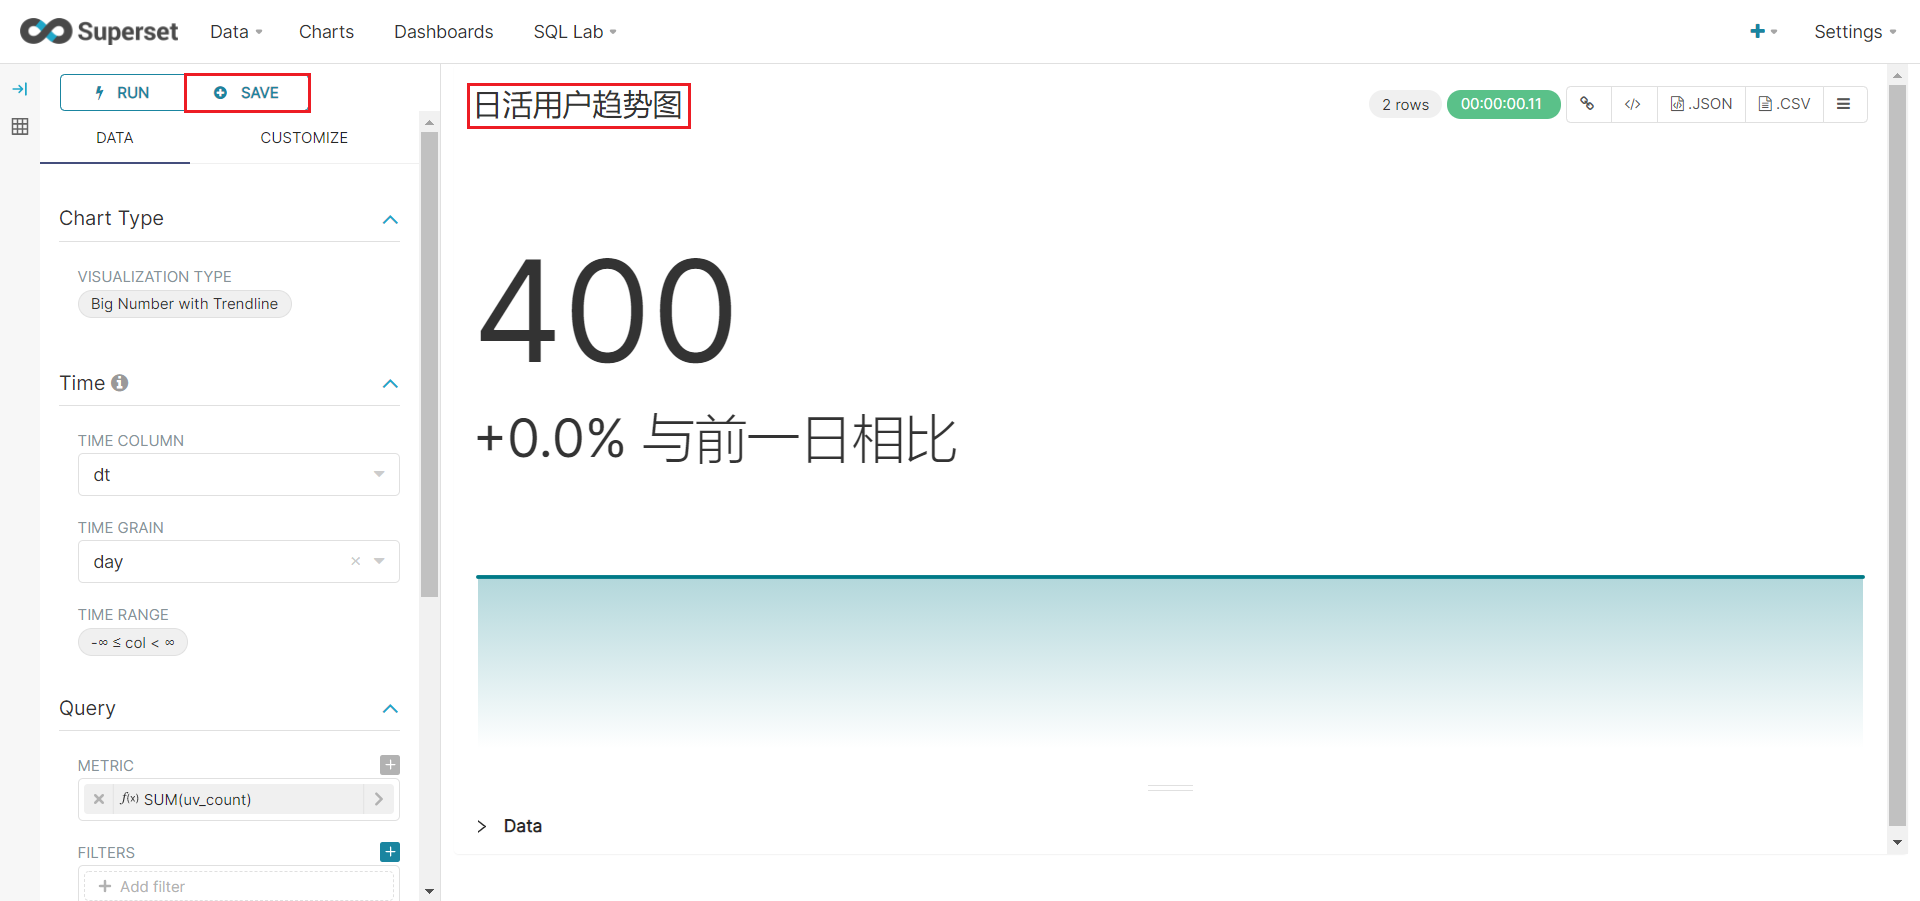 Superset Data Charts Dashboards SQL Lab Settings
RUN SAVE
DATA CUSTOMIZE
Chart Type
VISUALIZATION TYPE
Big Number with Trendline
Time
TIME COLUMN
dt
TIME GRAIN
day
TIME RANGE
-∞ ≤ col < ∞
Query
METRIC
f(x) SUM(uv_count)
FILTERS
+ Add filter
日活用户趋势图
2 rows 00:00:00.11 </> .JSON .CSV
400
+0.0% 与前一日相比
Data